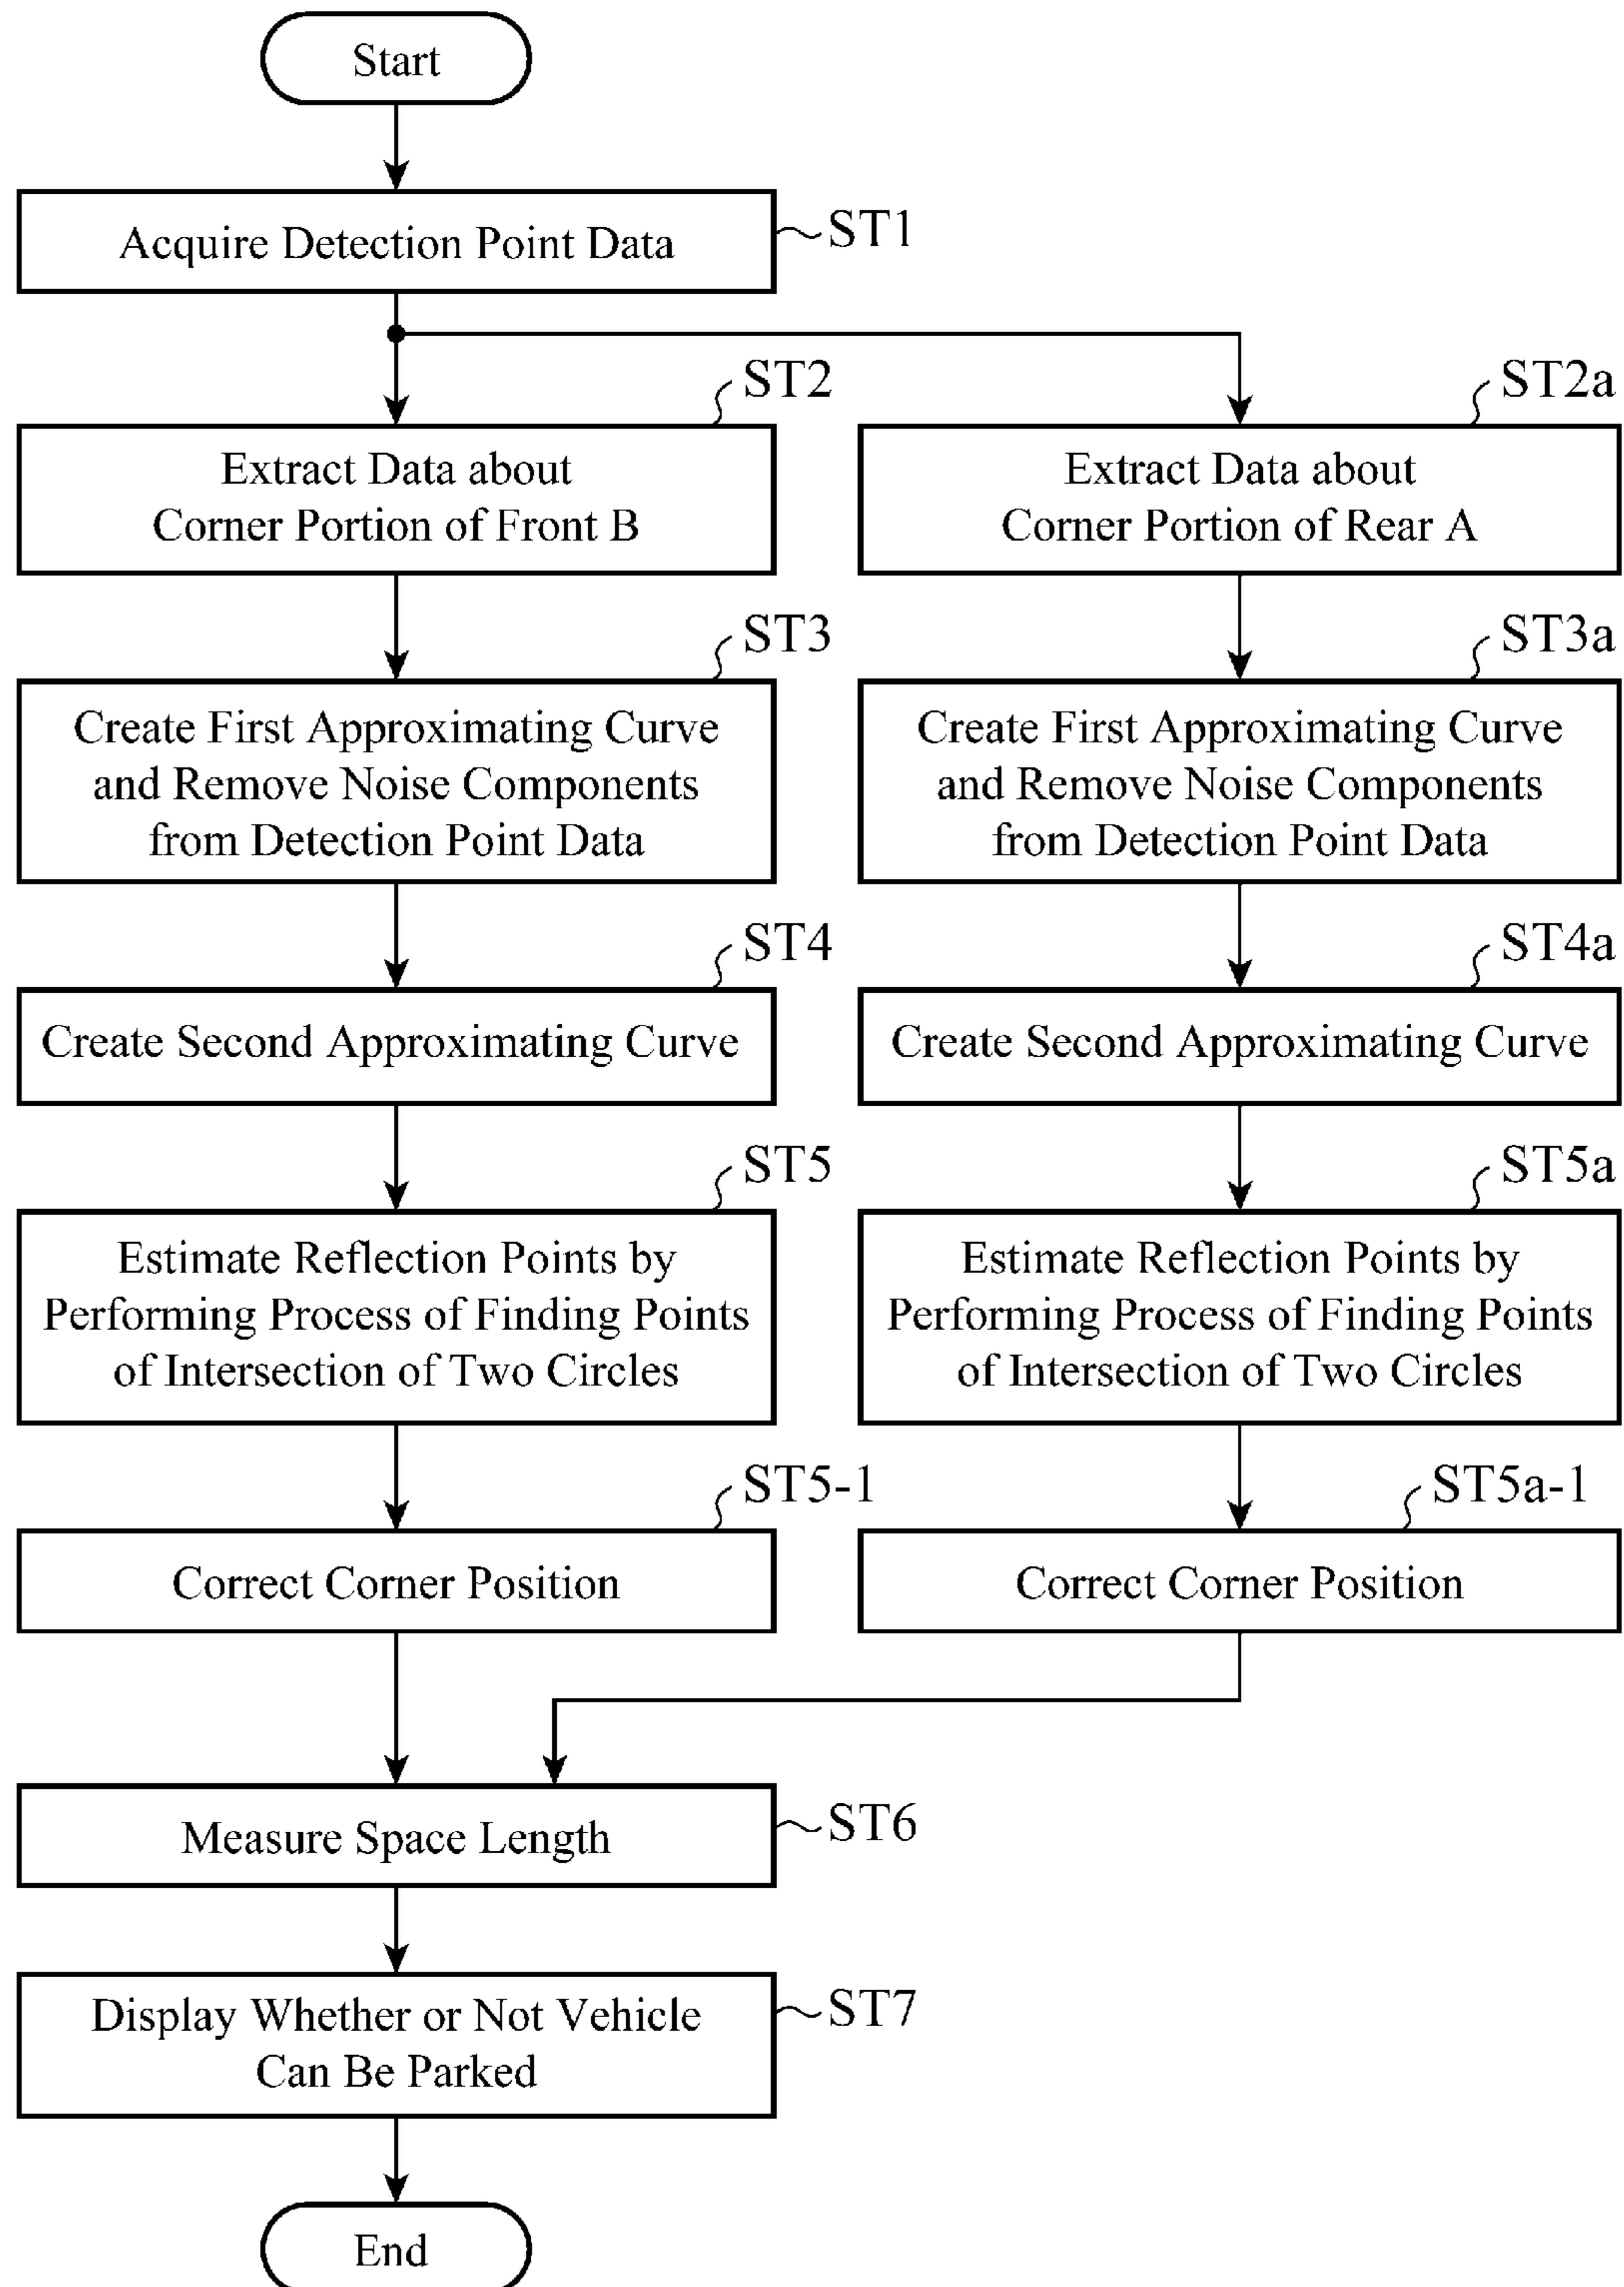 Start
Acquire Detection Point Data
ST1
ST2
Extract Data about
Corner Portion of Front B
ST2a
Extract Data about
Corner Portion of Rear A
ST3
Create First Approximating Curve
and Remove Noise Components
from Detection Point Data
ST3a
Create First Approximating Curve
and Remove Noise Components
from Detection Point Data
ST4
Create Second Approximating Curve
ST4a
Create Second Approximating Curve
ST5
Estimate Reflection Points by
Performing Process of Finding Points
of Intersection of Two Circles
ST5a
Estimate Reflection Points by
Performing Process of Finding Points
of Intersection of Two Circles
ST5-1
Correct Corner Position
ST5a-1
Correct Corner Position
Measure Space Length
ST6
Display Whether or Not Vehicle
Can Be Parked
ST7
End